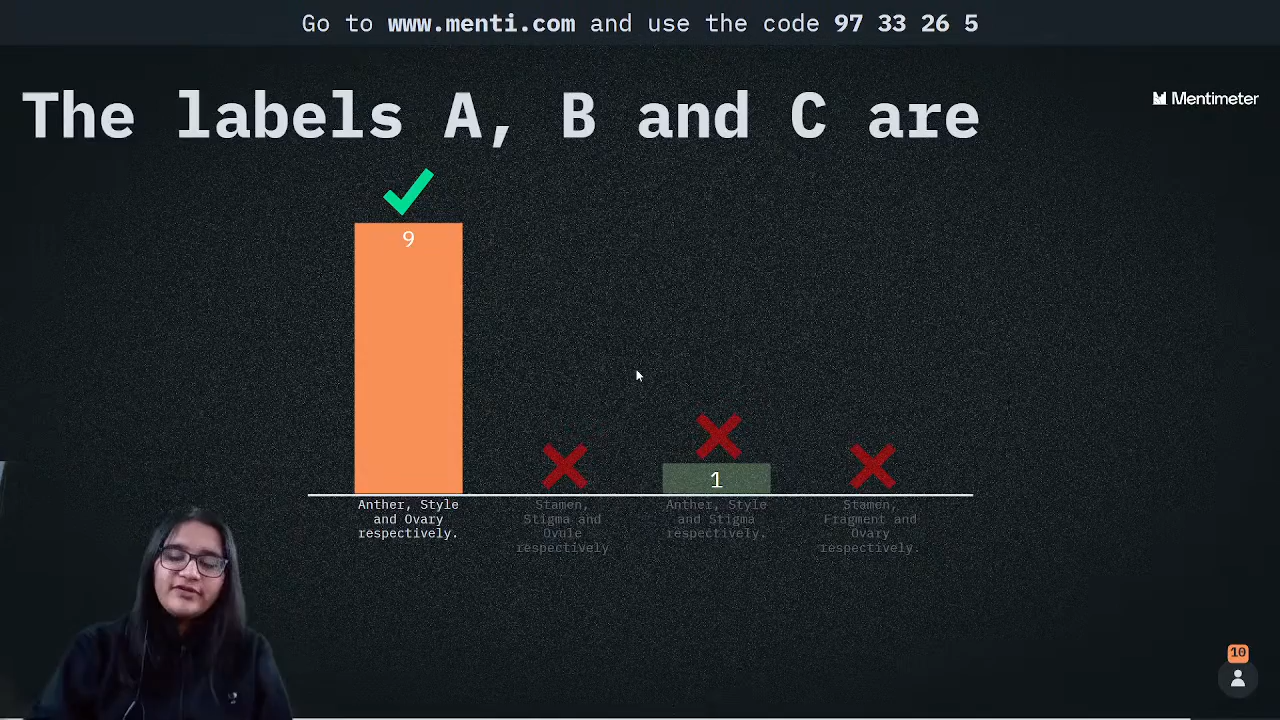 Go to www.menti.com and use the code 97 33 26 5
The labels A, B and C are
Mentimeter
9
1
Anther, Style
and Ovary
respectively.
Stamen,
Stigma and
Ovule
respectively
Anther, Style
and Stigma
respectively.
Stamen,
Fragment and
Ovary
respectively.
10